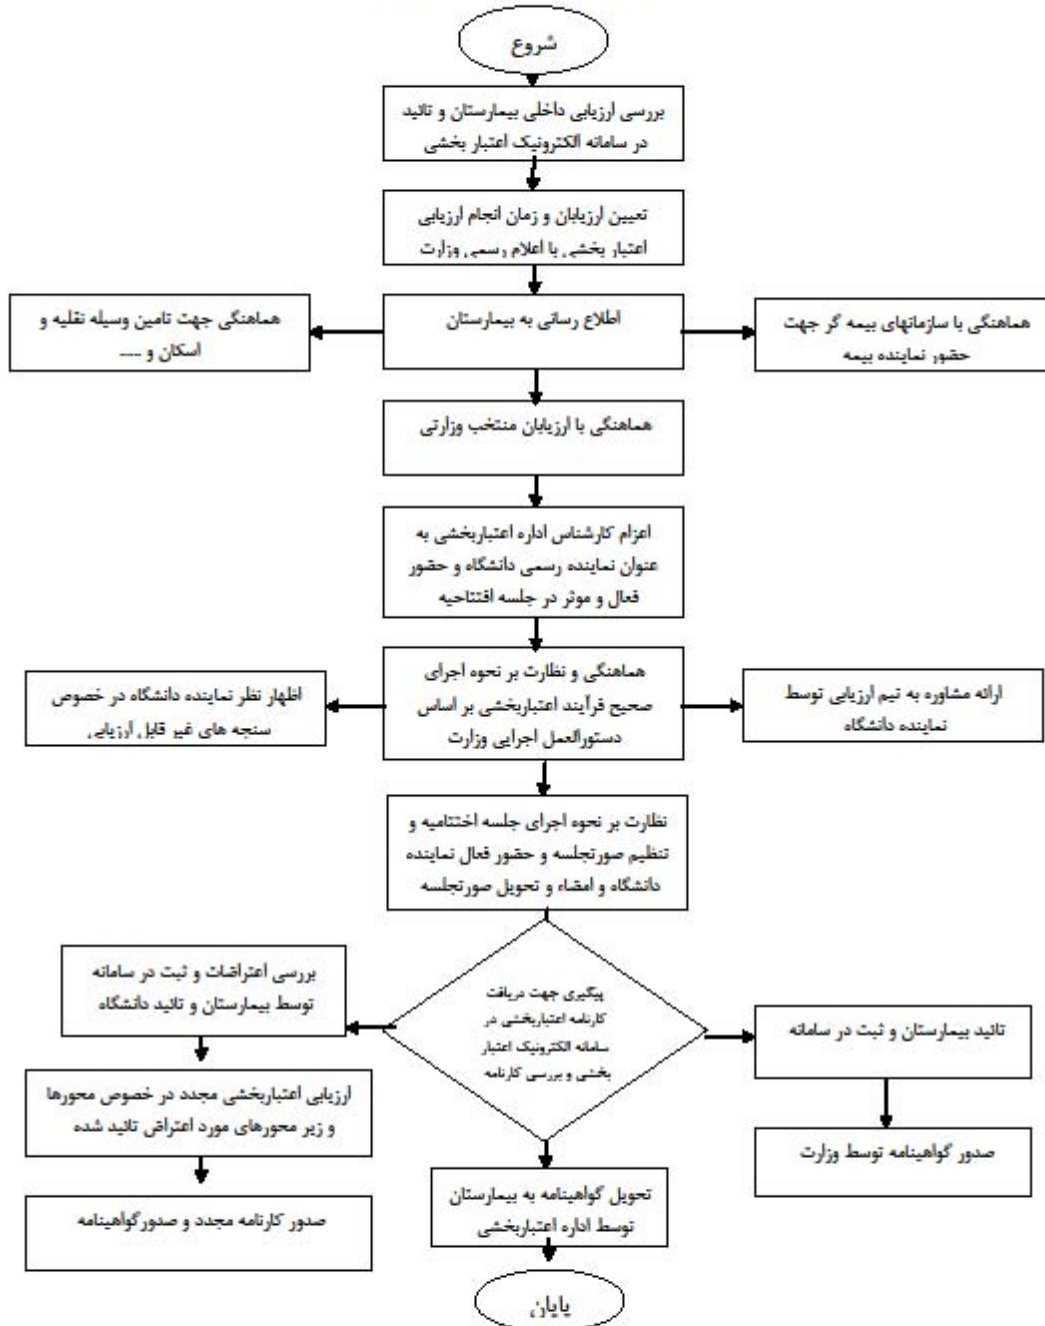 شروع
بررسی ارزیابی داخلی بیمارستان و تائید
در سامانه الکترونیک اعتبار بخشی
تعیین ارزیابان و زمان انجام ارزیابی
اعتبار بخشی با اعلام رسمی وزارت
هماهنگی با سازمانهای بیمه گر جهت
حضور نماینده بیمه
اطلاع رسانی به بیمارستان
هماهنگی جهت تامین وسیله نقلیه و
اسکان و ....
هماهنگی با ارزیابان منتخب وزارتی
اعزام کارشناس اداره اعتباربخشی به
عنوان نماینده رسمی دانشگاه و حضور
فعال و موثر در جلسه افتتاحیه
ارائه مشاوره به تیم ارزیابی توسط
نماینده دانشگاه
هماهنگی و نظارت بر نحوه اجرای
صحیح فرآیند اعتباربخشی بر اساس
دستورالعمل اجرایی وزارت
اظهار نظر نماینده دانشگاه در خصوص
سنجه های غیر قابل ارزیابی
نظارت بر نحوه اجرای جلسه اختتامیه و
تنظیم صورتجلسه و حضور فعال نماینده
دانشگاه و امضاء و تحویل صورتجلسه
پیگیری جهت دریافت
کارنامه اعتباربخشی در
سامانه الکترونیک اعتبار
بخشی و بررسی کارنامه
تائید بیمارستان و ثبت در سامانه
صدور گواهینامه توسط وزارت
بررسی اعتراضات و ثبت در سامانه
توسط بیمارستان و تائید دانشگاه
ارزیابی اعتباربخشی مجدد در خصوص محورها
و زیر محورهای مورد اعتراض تائید شده
صدور کارنامه مجدد و صدورگواهینامه
تحویل گواهینامه به بیمارستان
توسط اداره اعتباربخشی
پایان